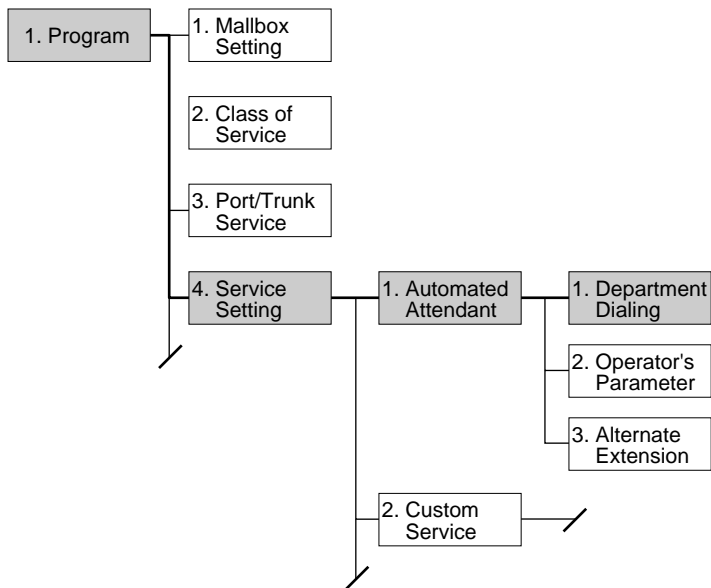 1. Program
1. Mallbox
Setting
2. Class of
Service
3. Port/Trunk
Service
4. Service
Setting
1. Automated
Attendant
1. Department
Dialing
2. Operator's
Parameter
3. Alternate
Extension
2. Custom
Service